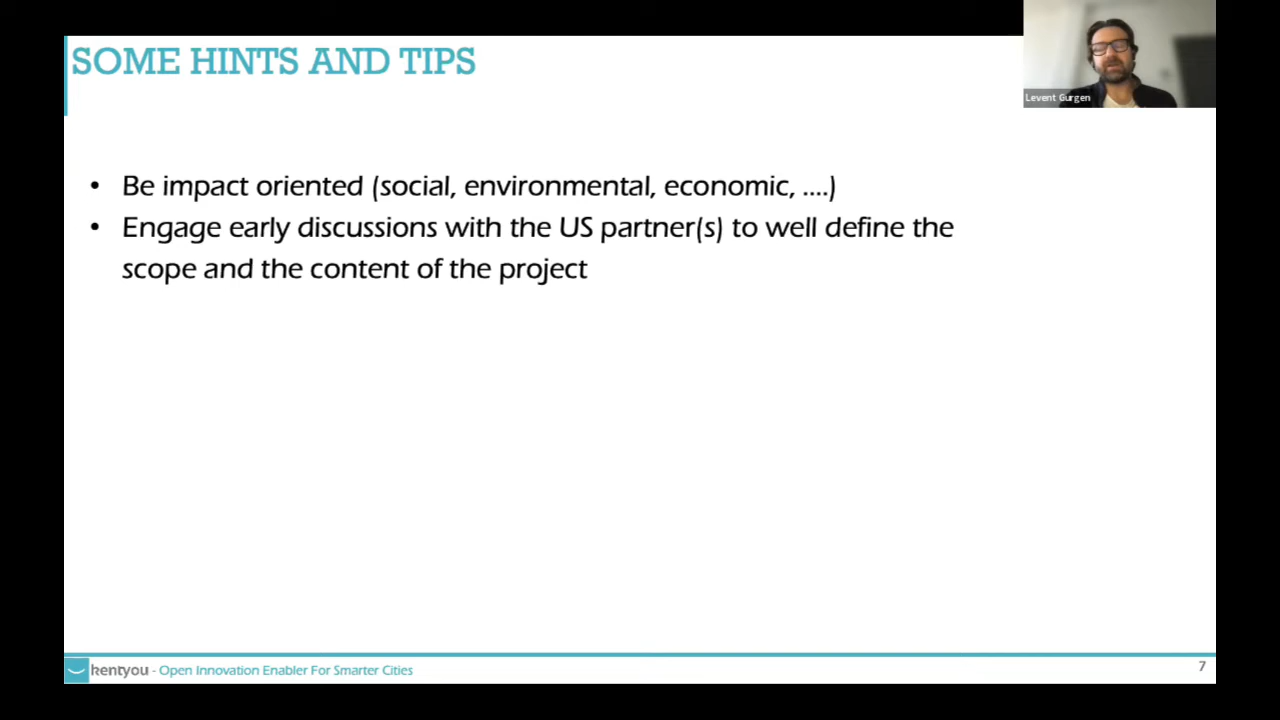 SOME HINTS AND TIPS
Levent Gurgen
• Be impact oriented (social, environmental, economic, ....)
• Engage early discussions with the US partner(s) to well define the
scope and the content of the project
kentyou - Open Innovation Enabler For Smarter Cities
7